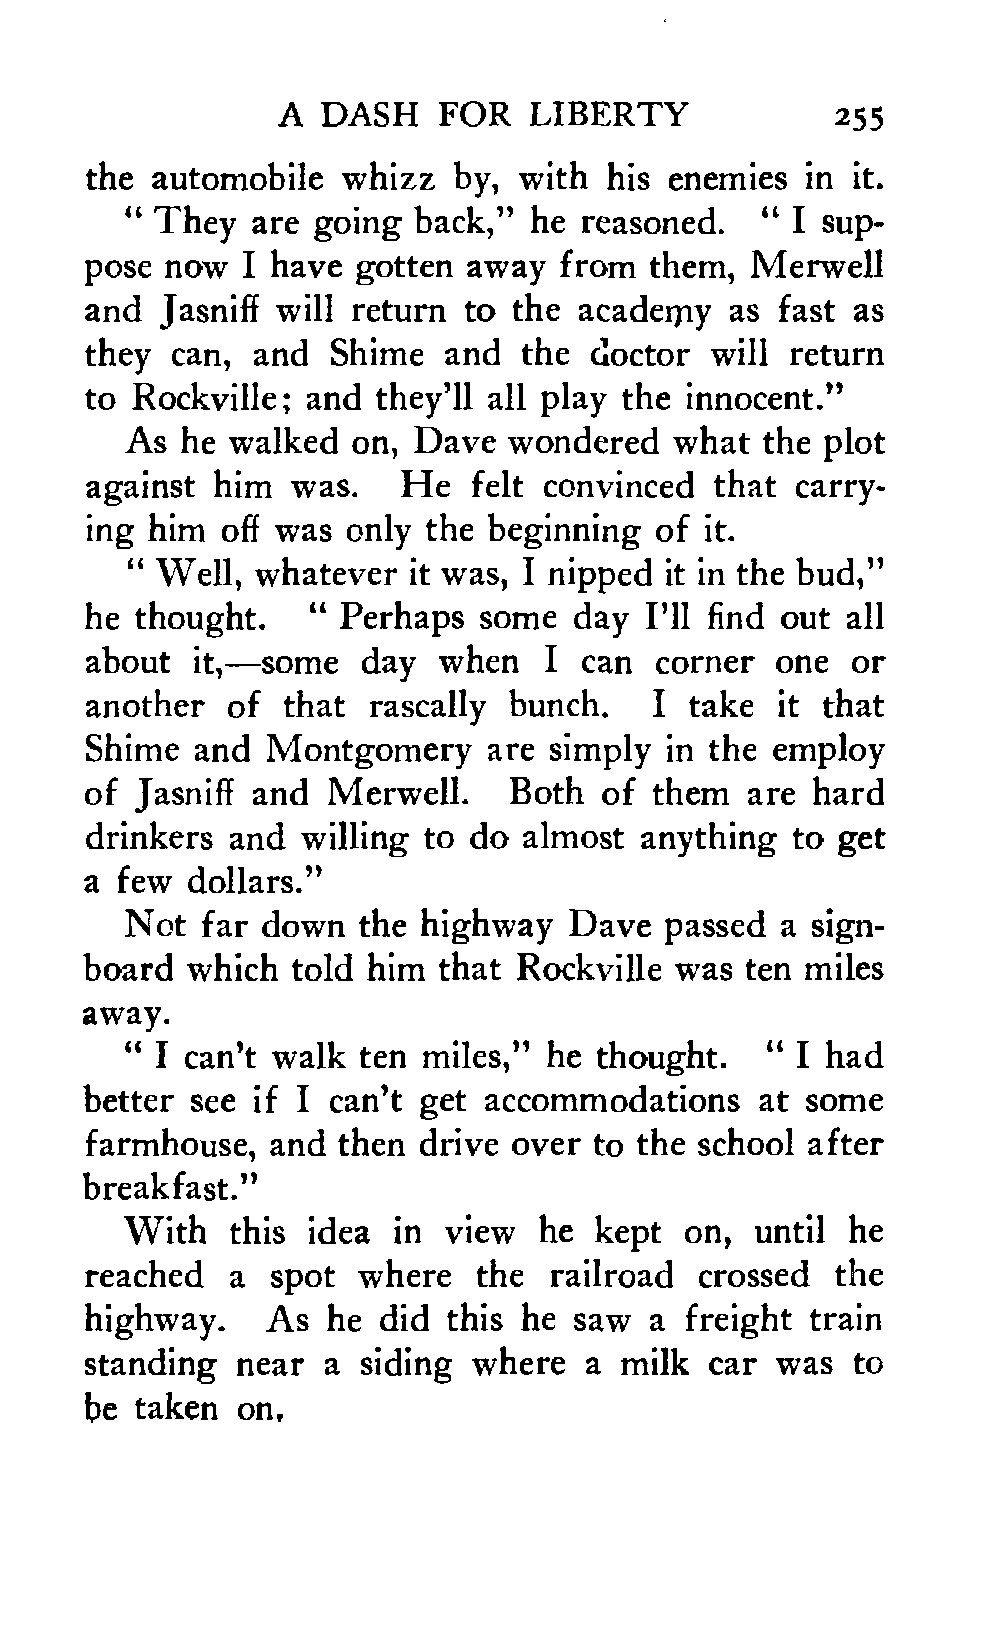 A DASH FOR LIBERTY 255
the automobile whizz by, with his enemies in it.
“ They are going back,” he reasoned. “ I sup-
pose now I have gotten away from them, Merwell
and Jasniff will return to the academy as fast as
they can, and Shime and the doctor will return
to Rockville; and they’ll all play the innocent.”
As he walked on, Dave wondered what the plot
against him was. He felt convinced that carry-
ing him off was only the beginning of it.
“ Well, whatever it was, I nipped it in the bud,”
he thought. “ Perhaps some day I’ll find out all
about it,—some day when I can corner one or
another of that rascally bunch. I take it that
Shime and Montgomery are simply in the employ
of Jasniff and Merwell. Both of them are hard
drinkers and willing to do almost anything to get
a few dollars.”
Not far down the highway Dave passed a sign-
board which told him that Rockville was ten miles
away.
“ I can’t walk ten miles,” he thought. “ I had
better see if I can’t get accommodations at some
farmhouse, and then drive over to the school after
breakfast.”
With this idea in view he kept on, until he
reached a spot where the railroad crossed the
highway. As he did this he saw a freight train
standing near a siding where a milk car was to
be taken on.